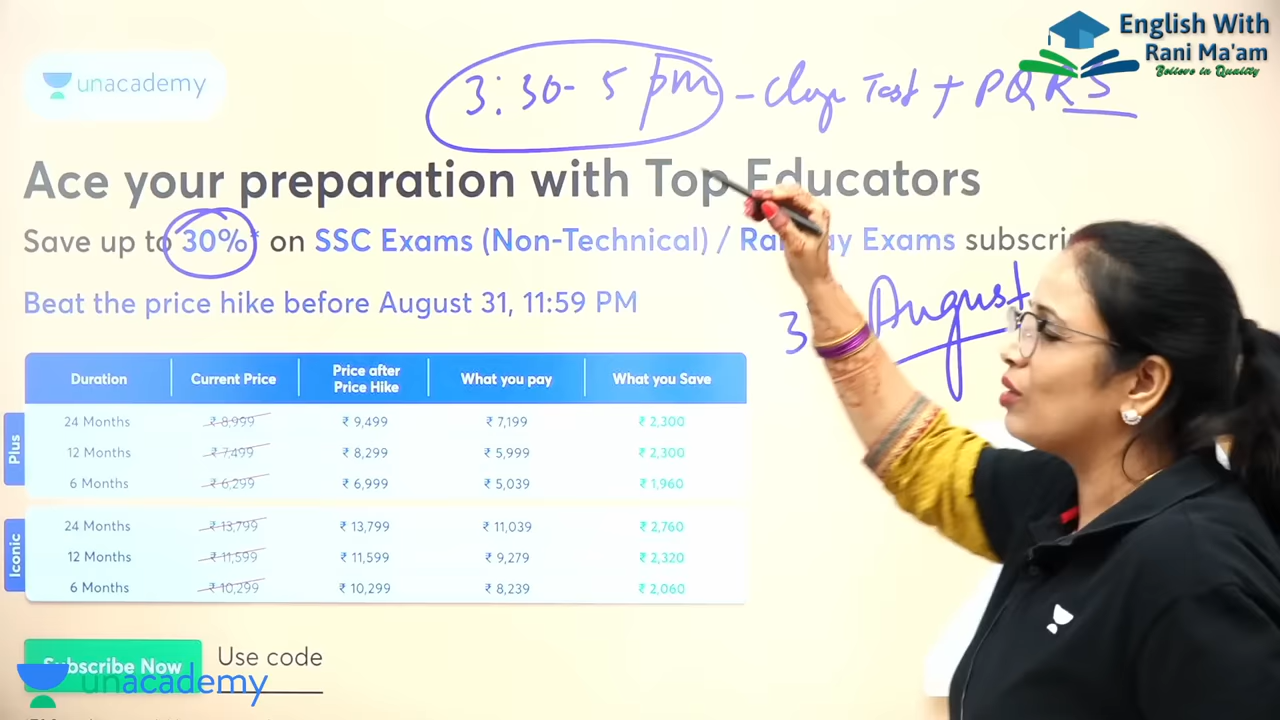 English With
Rani Ma'am
Believe in Quality
unacademy
3:30-5 pm - Test + PQRS
Ace your preparation with Top Educators
Save up to 30%* on SSC Exams (Non-Technical) / Exams
August
Beat the price hike before August 31, 11:59 PM
Duration Current Price Price after Price Hike What you pay What you Save
Plus
24 Months ₹ 8,999 ₹ 9,499 ₹ 7,199 ₹ 2,300
12 Months ₹ 7,499 ₹ 8,299 ₹ 5,999 ₹ 2,300
6 Months ₹ 6,299 ₹ 6,999 ₹ 5,039 ₹ 1,960
Iconic
24 Months ₹ 13,799 ₹ 13,799 ₹ 11,039 ₹ 2,760
12 Months ₹ 11,599 ₹ 11,599 ₹ 9,279 ₹ 2,320
6 Months ₹ 10,299 ₹ 10,299 ₹ 8,239 ₹ 2,060
Subscribe Now Use code
unacademy